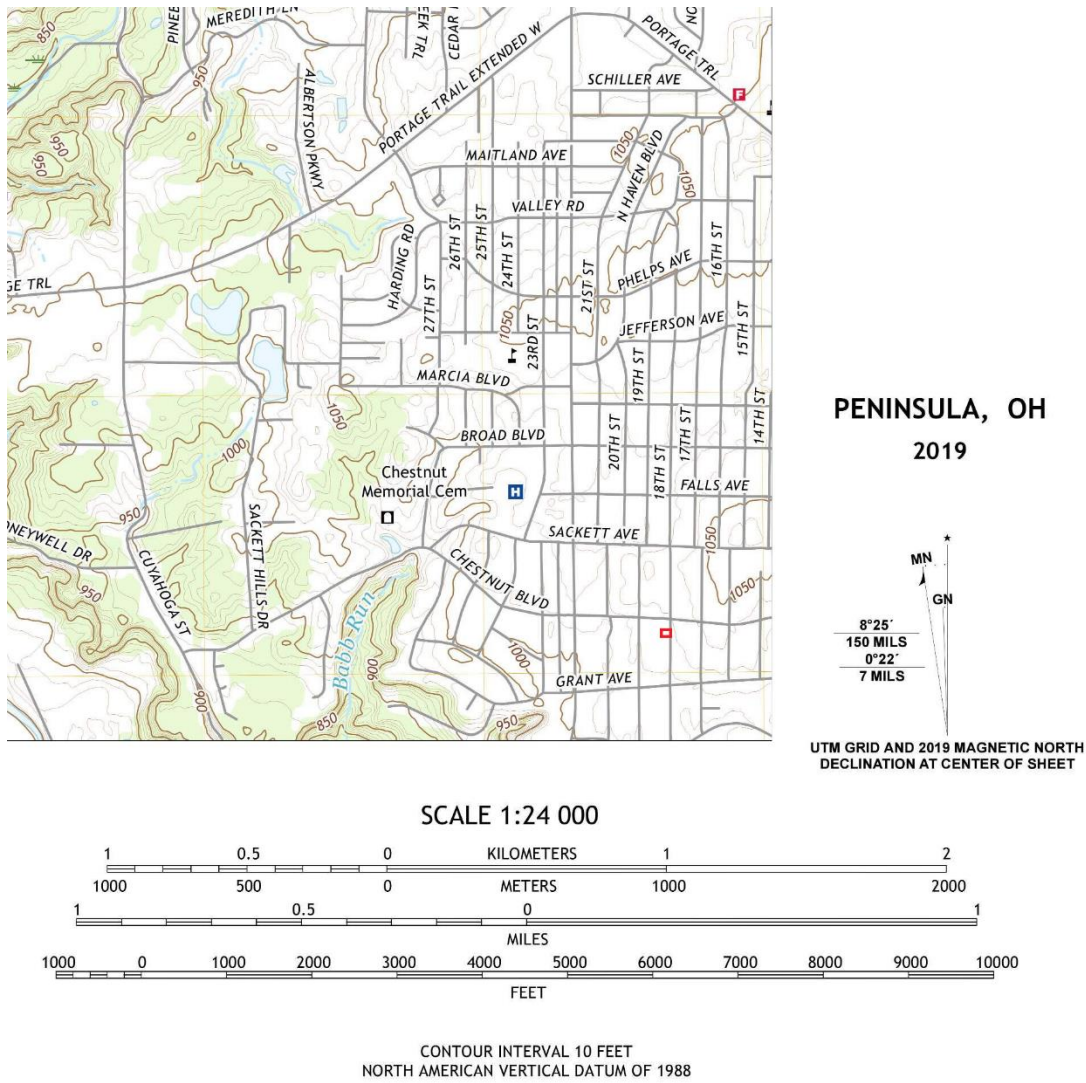 850
PINEB
MEREDITH LN
EEK TRL
CEDAR
PORTAGE TRL
NO
950
ALBERTSON PKWY
PORTAGE TRAIL EXTENDED W
SCHILLER AVE
F
950
950
MAITLAND AVE
1050
N HAVEN BLVD
1050
VALLEY RD
HARDING RD
26TH ST
25TH ST
24TH ST
16TH ST
GE TRL
27TH ST
21ST ST
PHELPS AVE
1050
23RD ST
JEFFERSON AVE
15TH ST
MARCIA BLVD
19TH ST
1050
14TH ST
1000
BROAD BLVD
20TH ST
17TH ST
18TH ST
Chestnut
Memorial Cem
H
FALLS AVE
950
SACKETT AVE
1050
ONEYWELL DR
SACKETT HILLS DR
CUYAHOGA ST
CHESTNUT BLVD
1050
950
Babb Run
900
1000
GRANT AVE
900
850
950
PENINSULA, OH
2019
MN
GN
8°25´
150 MILS
0°22´
7 MILS
UTM GRID AND 2019 MAGNETIC NORTH
DECLINATION AT CENTER OF SHEET
SCALE 1:24 000
1 0.5 0 KILOMETERS 1 2
1000 500 0 METERS 1000 2000
1 0.5 0 1
MILES
1000 0 1000 2000 3000 4000 5000 6000 7000 8000 9000 10000
FEET
CONTOUR INTERVAL 10 FEET
NORTH AMERICAN VERTICAL DATUM OF 1988